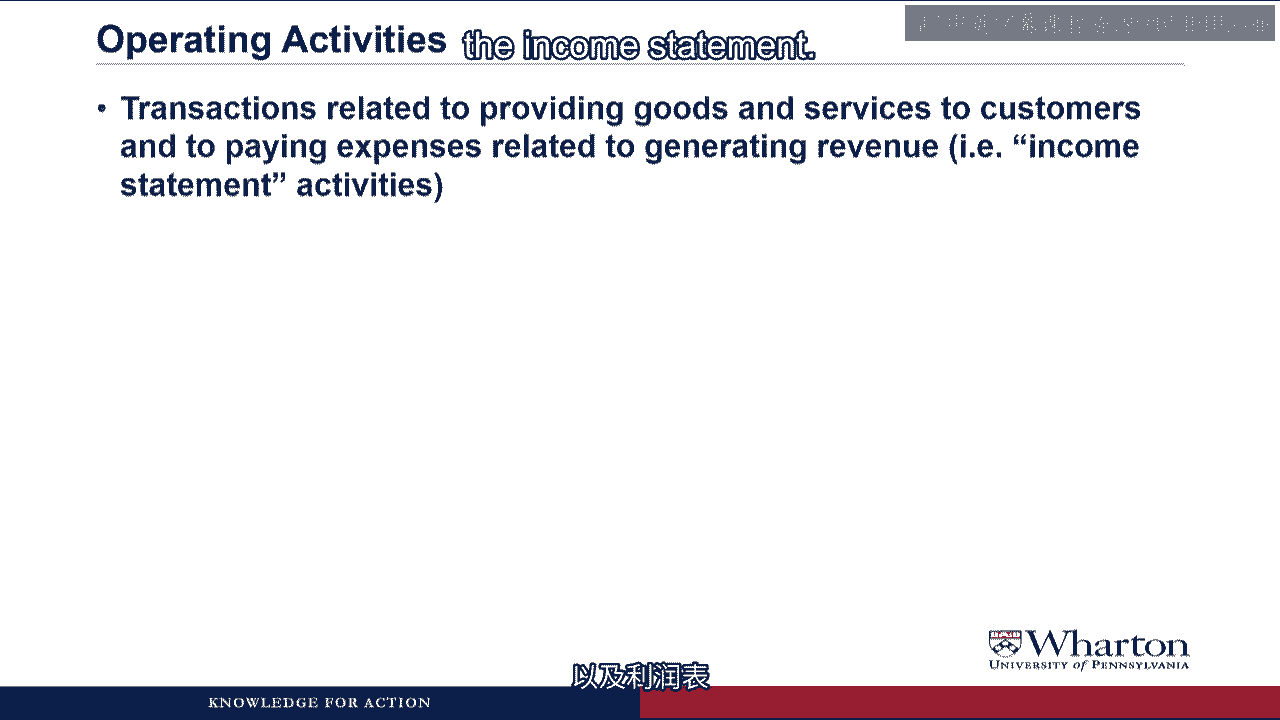 Operating Activities
the income statement.
• Transactions related to providing goods and services to customers
and to paying expenses related to generating revenue (i.e. “income
statement” activities)
Wharton
UNIVERSITY of PENNSYLVANIA
以及利润表
KNOWLEDGE FOR ACTION